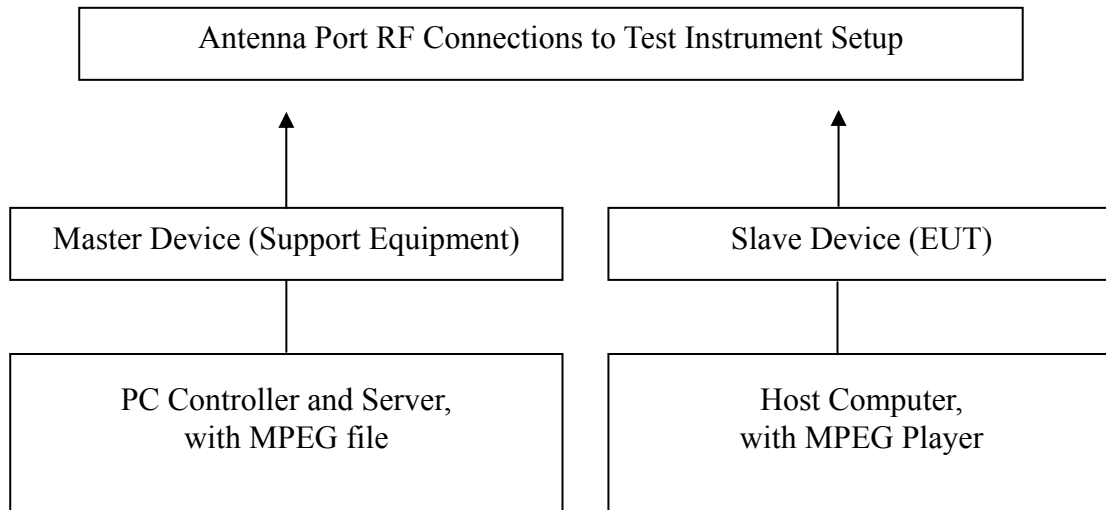 Antenna Port RF Connections to Test Instrument Setup
Master Device (Support Equipment)
Slave Device (EUT)
PC Controller and Server,
with MPEG file
Host Computer,
with MPEG Player